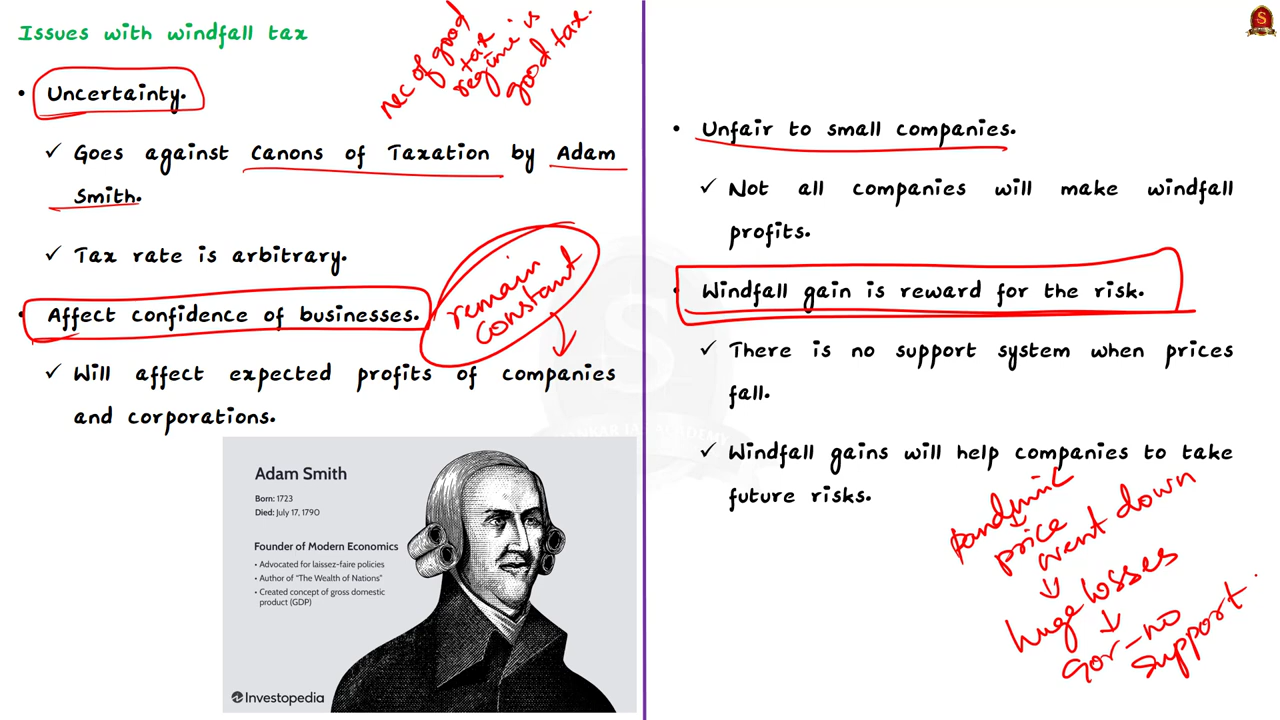 Issues with windfall tax
nec of good
tax
regime is
good tax.
• Uncertainty.
✓ Goes against Canons of Taxation by Adam
Smith.
✓ Tax rate is arbitrary.
• Affect confidence of businesses.
remain
constant
✓ Will affect expected profits of companies
and corporations.
Adam Smith
Born: 1723
Died: July 17, 1790
Founder of Modern Economics
• Advocated for laissez-faire policies
• Author of "The Wealth of Nations"
• Created concept of gross domestic
product (GDP)
Investopedia
• Unfair to small companies.
✓ Not all companies will make windfall
profits.
• Windfall gain is reward for the risk.
✓ There is no support system when prices
fall.
✓ Windfall gains will help companies to take
future risks.
pandemic
price
went down
huge losses
Gov - no
support.